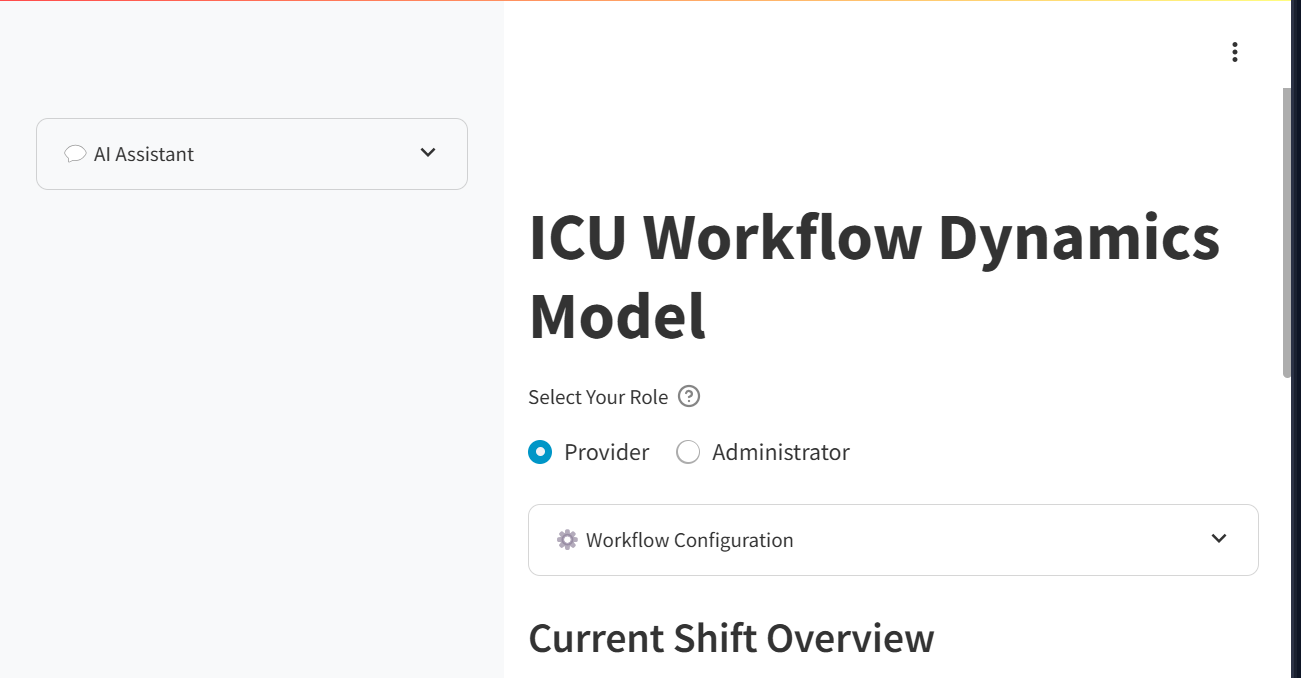 AI Assistant
ICU Workflow Dynamics
Model
Select Your Role
Provider Administrator
Workflow Configuration
Current Shift Overview